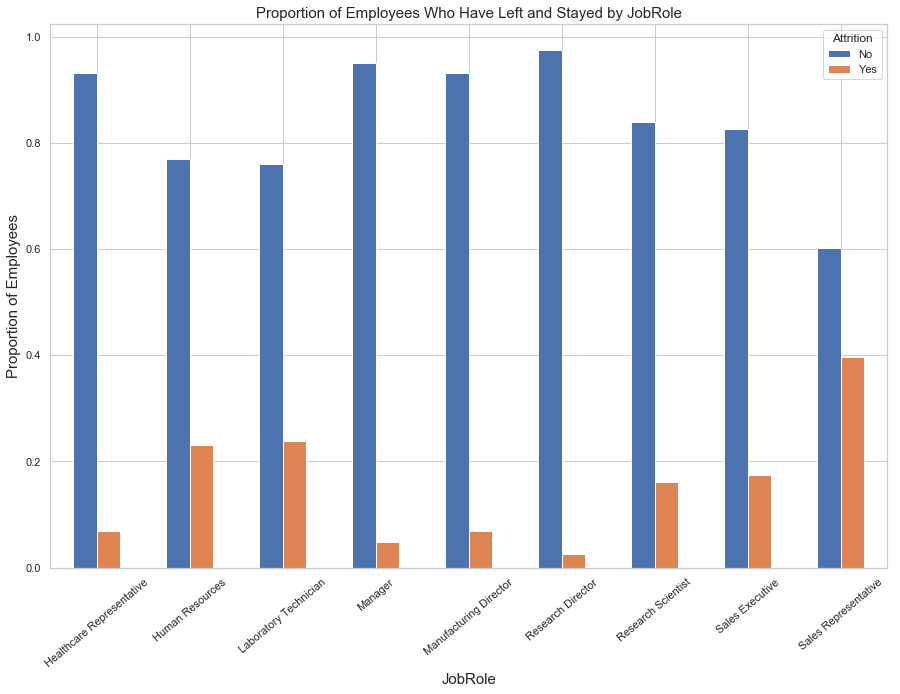 Proportion of Employees Who Have Left and Stayed by JobRole
Attrition
No
Yes
Proportion of Employees
1.0
0.8
0.6
0.4
0.2
0.0
Healthcare Representative
Human Resources
Laboratory Technician
Manager
Manufacturing Director
Research Director
Research Scientist
Sales Executive
Sales Representative
JobRole